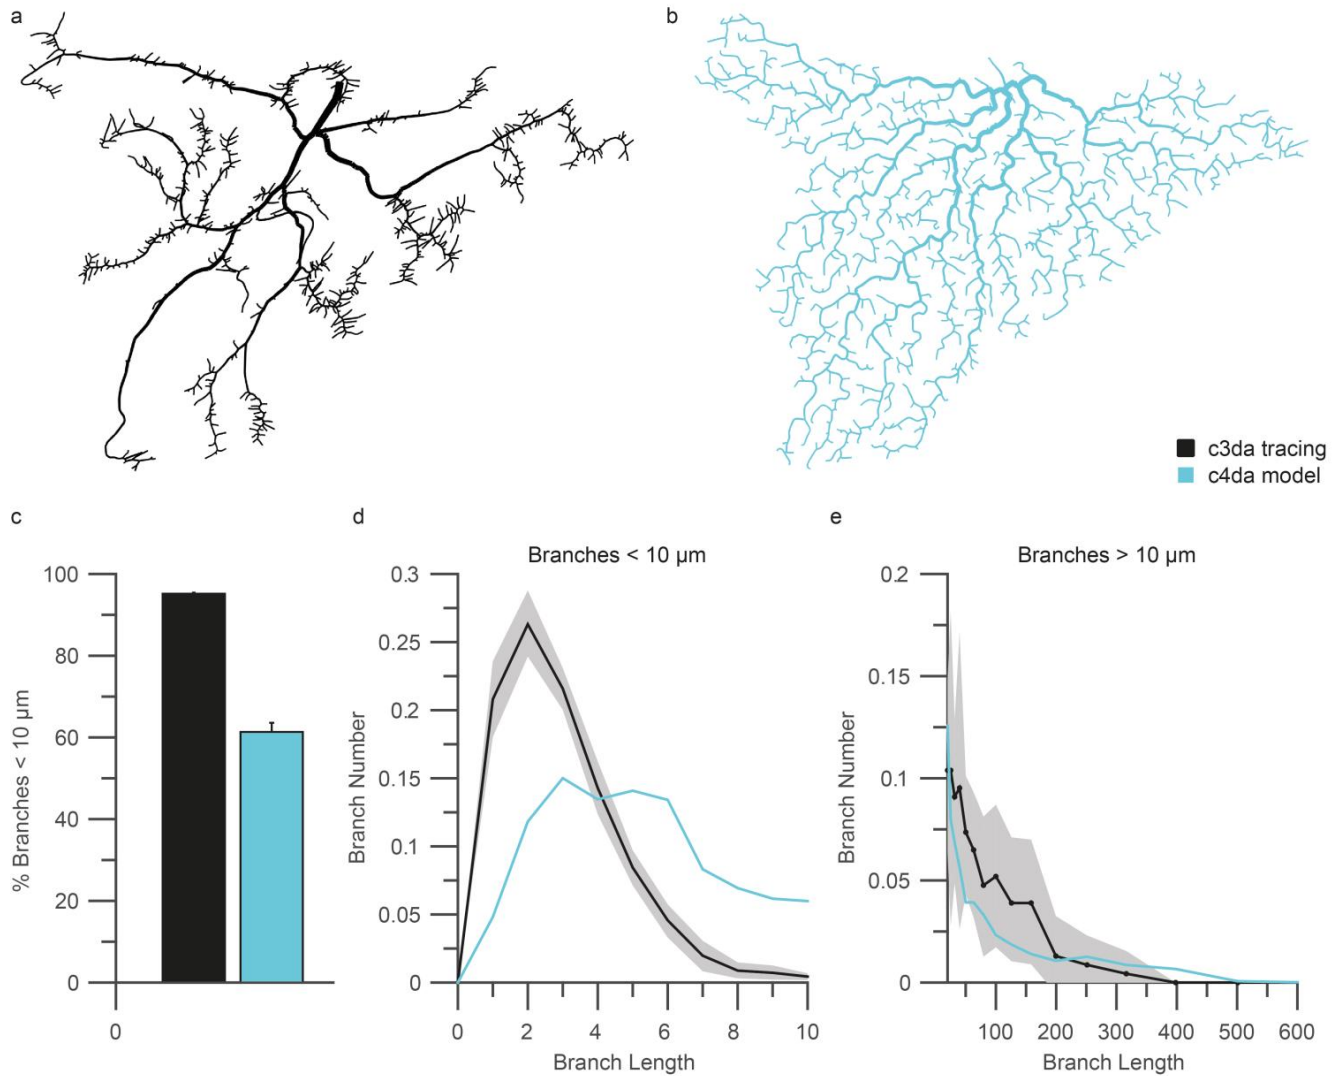 a
b
c3da tracing
c4da model
c
d
e
Branches < 10 µm
Branches > 10 µm
% Branches < 10 µm
100
80
60
40
20
0
0
Branch Number
0.3
0.25
0.2
0.15
0.1
0.05
0
0 2 4 6 8 10
Branch Length
Branch Number
0.2
0.15
0.1
0.05
0
100 200 300 400 500 600
Branch Length